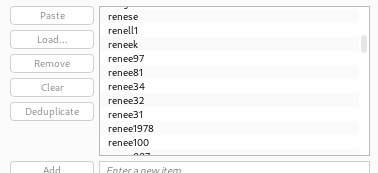 Paste
Load...
Remove
Clear
Deduplicate
Add
renese
renell1
reneek
renee97
renee81
renee34
renee32
renee31
renee1978
renee100
Enter a new item